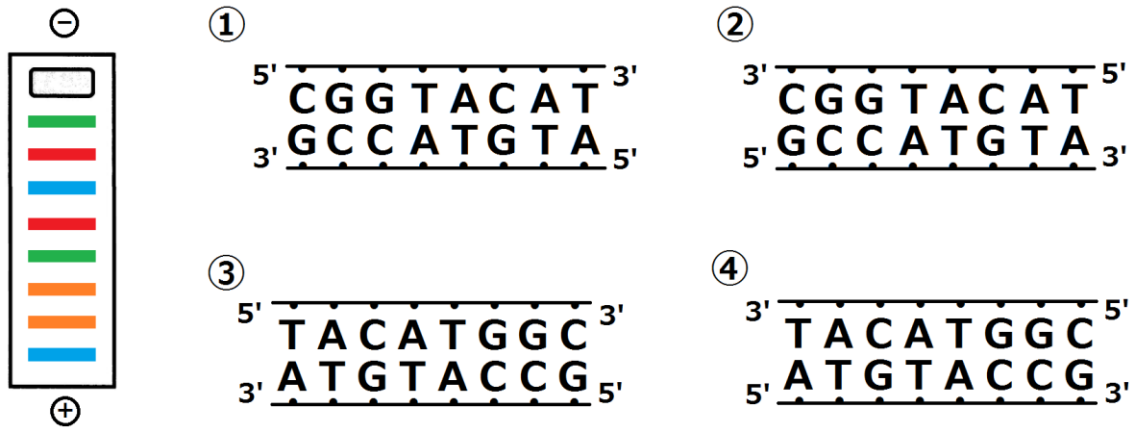 ⊖
①
5' 3'
CGGTACAT
GCCATGTA
3' 5'
②
3' 5'
CGGTACAT
GCCATGTA
5' 3'
③
5' 3'
TACATGGC
ATGTACCG
3' 5'
④
3' 5'
TACATGGC
ATGTACCG
5' 3'
⊕